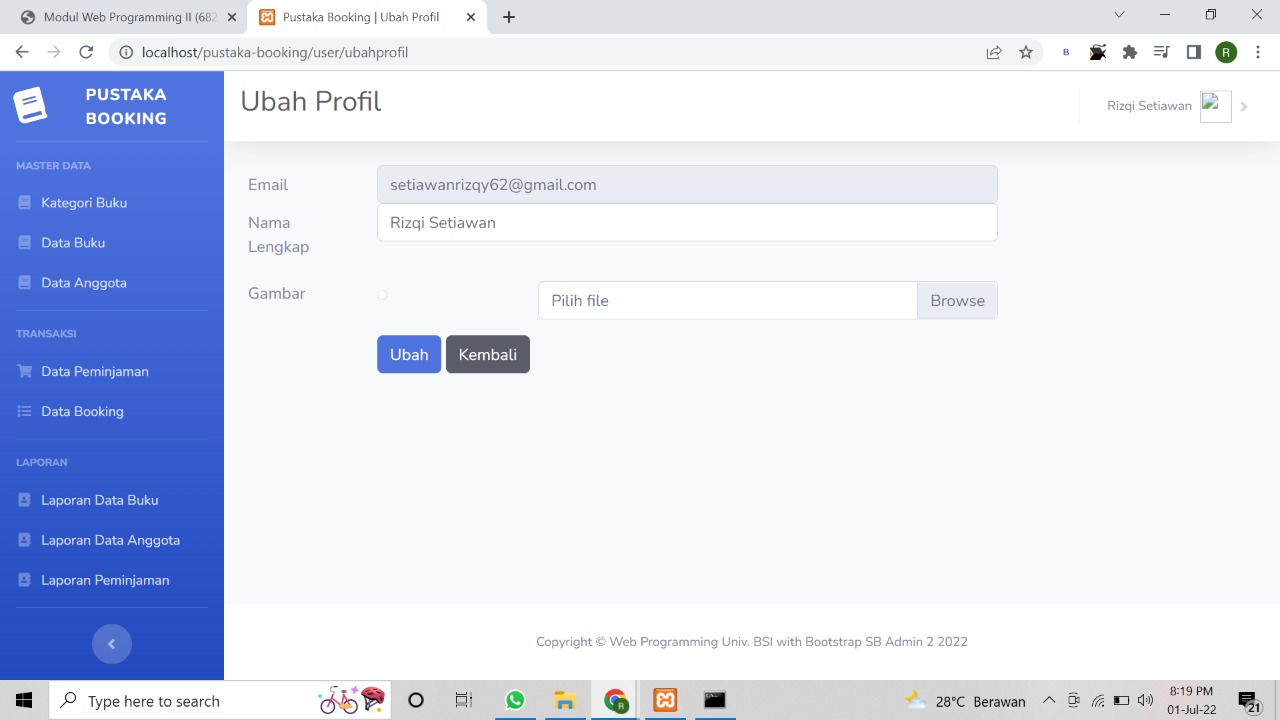 Modul Web Programming II (682
Pustaka Booking | Ubah Profil
localhost/pustaka-booking/user/ubahprofil
B
R
PUSTAKA
BOOKING
Ubah Profil
Rizqi Setiawan
MASTER DATA
Kategori Buku
Data Buku
Data Anggota
TRANSAKSI
Data Peminjaman
Data Booking
LAPORAN
Laporan Data Buku
Laporan Data Anggota
Laporan Peminjaman
Email
setiawanrizqy62@gmail.com
Nama
Lengkap
Rizqi Setiawan
Gambar
Pilih file
Browse
Ubah
Kembali
Copyright © Web Programming Univ. BSI with Bootstrap SB Admin 2 2022
Type here to search
R
28°C Berawan
8:19 PM
01-Jul-22
21